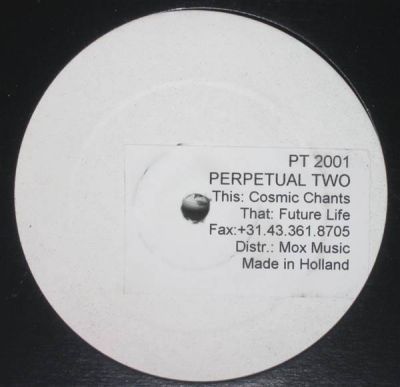 PT 2001
PERPETUAL TWO
This: Cosmic Chants
That: Future Life
Fax:+31.43.361.8705
Distr.: Mox Music
Made in Holland